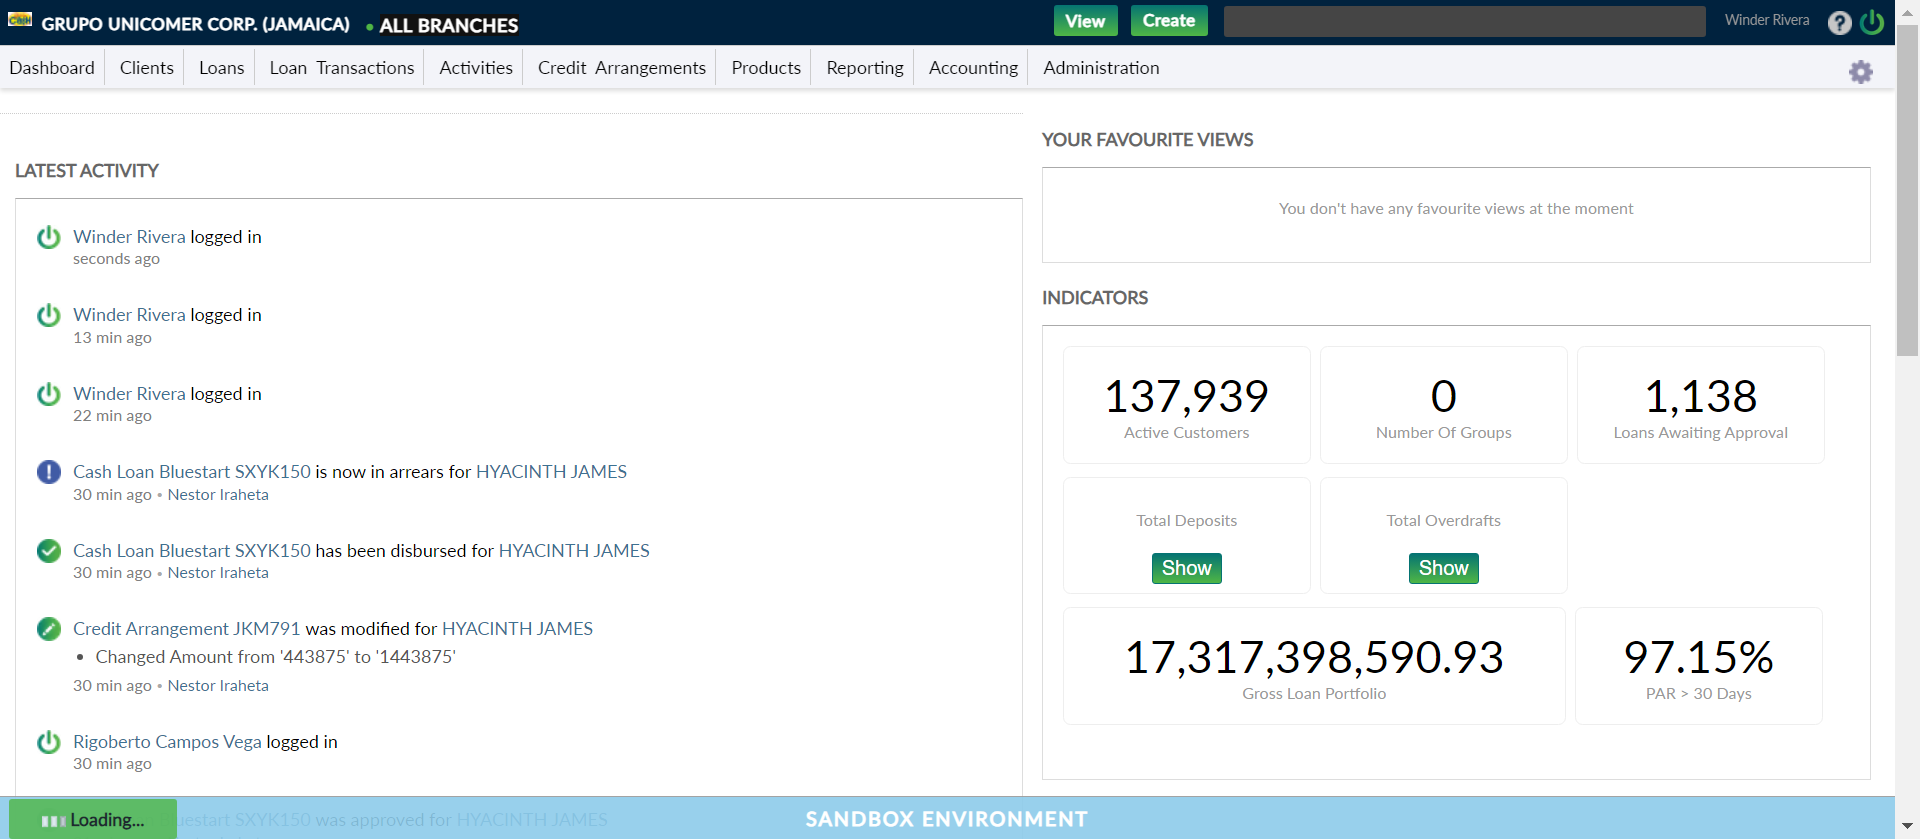 Cash
GRUPO UNICOMER CORP. (JAMAICA) • ALL BRANCHES
View Create
Winder Rivera ?
Dashboard Clients Loans Loan Transactions Activities Credit Arrangements Products Reporting Accounting Administration
LATEST ACTIVITY
Winder Rivera logged in
seconds ago
Winder Rivera logged in
13 min ago
Winder Rivera logged in
22 min ago
Cash Loan Bluestart SXYK150 is now in arrears for HYACINTH JAMES
30 min ago • Nestor Iraheta
Cash Loan Bluestart SXYK150 has been disbursed for HYACINTH JAMES
30 min ago • Nestor Iraheta
Credit Arrangement JKM791 was modified for HYACINTH JAMES
• Changed Amount from '443875' to '1443875'
30 min ago • Nestor Iraheta
Rigoberto Campos Vega logged in
30 min ago
uestart SXYK150 was approved for HYACINTH JAMES
YOUR FAVOURITE VIEWS
You don't have any favourite views at the moment
INDICATORS
137,939
Active Customers
0
Number Of Groups
1,138
Loans Awaiting Approval
Total Deposits
Show
Total Overdrafts
Show
17,317,398,590.93
Gross Loan Portfolio
97.15%
PAR > 30 Days
Loading...
SANDBOX ENVIRONMENT